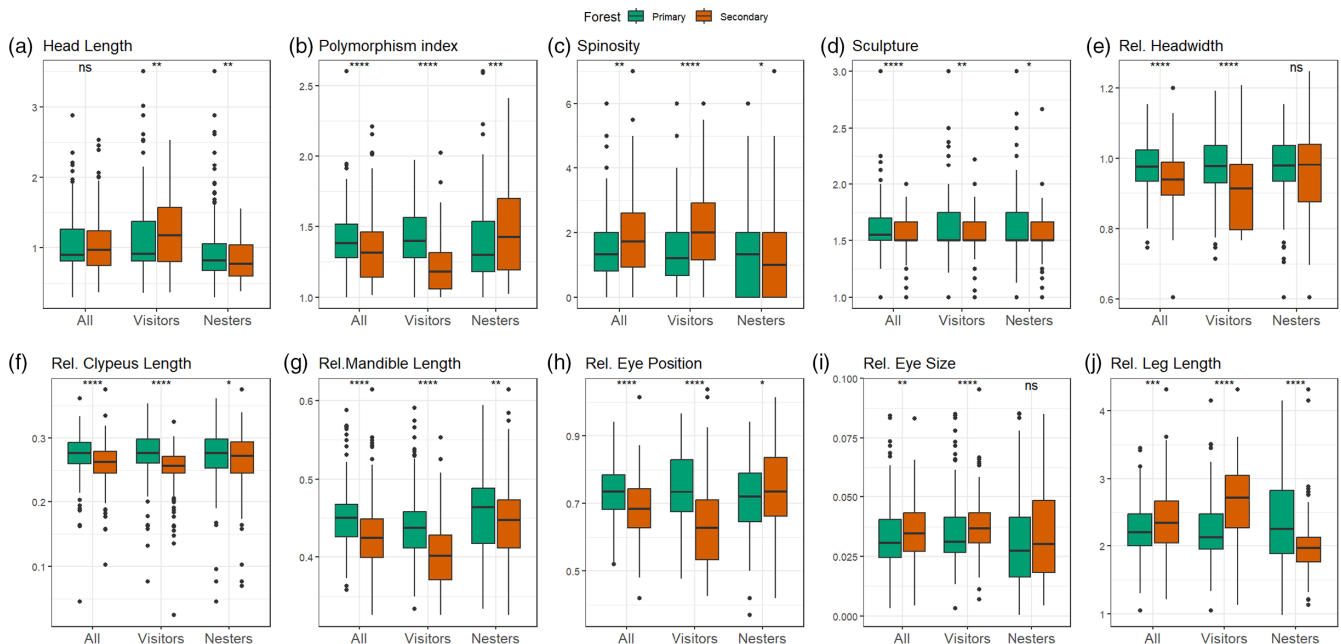 Forest Primary Secondary
(a) Head Length
ns ** **
3
2
1
All Visitors Nesters
(b) Polymorphism index
**** **** ***
2.5
2.0
1.5
1.0
All Visitors Nesters
(c) Spinosity
** **** *
6
4
2
0
All Visitors Nesters
(d) Sculpture
**** ** *
3.0
2.5
2.0
1.5
1.0
All Visitors Nesters
(e) Rel. Headwidth
**** **** ns
1.2
1.0
0.8
0.6
All Visitors Nesters
(f) Rel. Clypeus Length
**** **** *
0.3
0.2
0.1
All Visitors Nesters
(g) Rel.Mandible Length
**** **** **
0.6
0.5
0.4
All Visitors Nesters
(h) Rel. Eye Position
**** **** *
0.9
0.7
0.5
All Visitors Nesters
(i) Rel. Eye Size
** **** ns
0.100
0.075
0.050
0.025
0.000
All Visitors Nesters
(j) Rel. Leg Length
*** **** ****
4
3
2
1
All Visitors Nesters